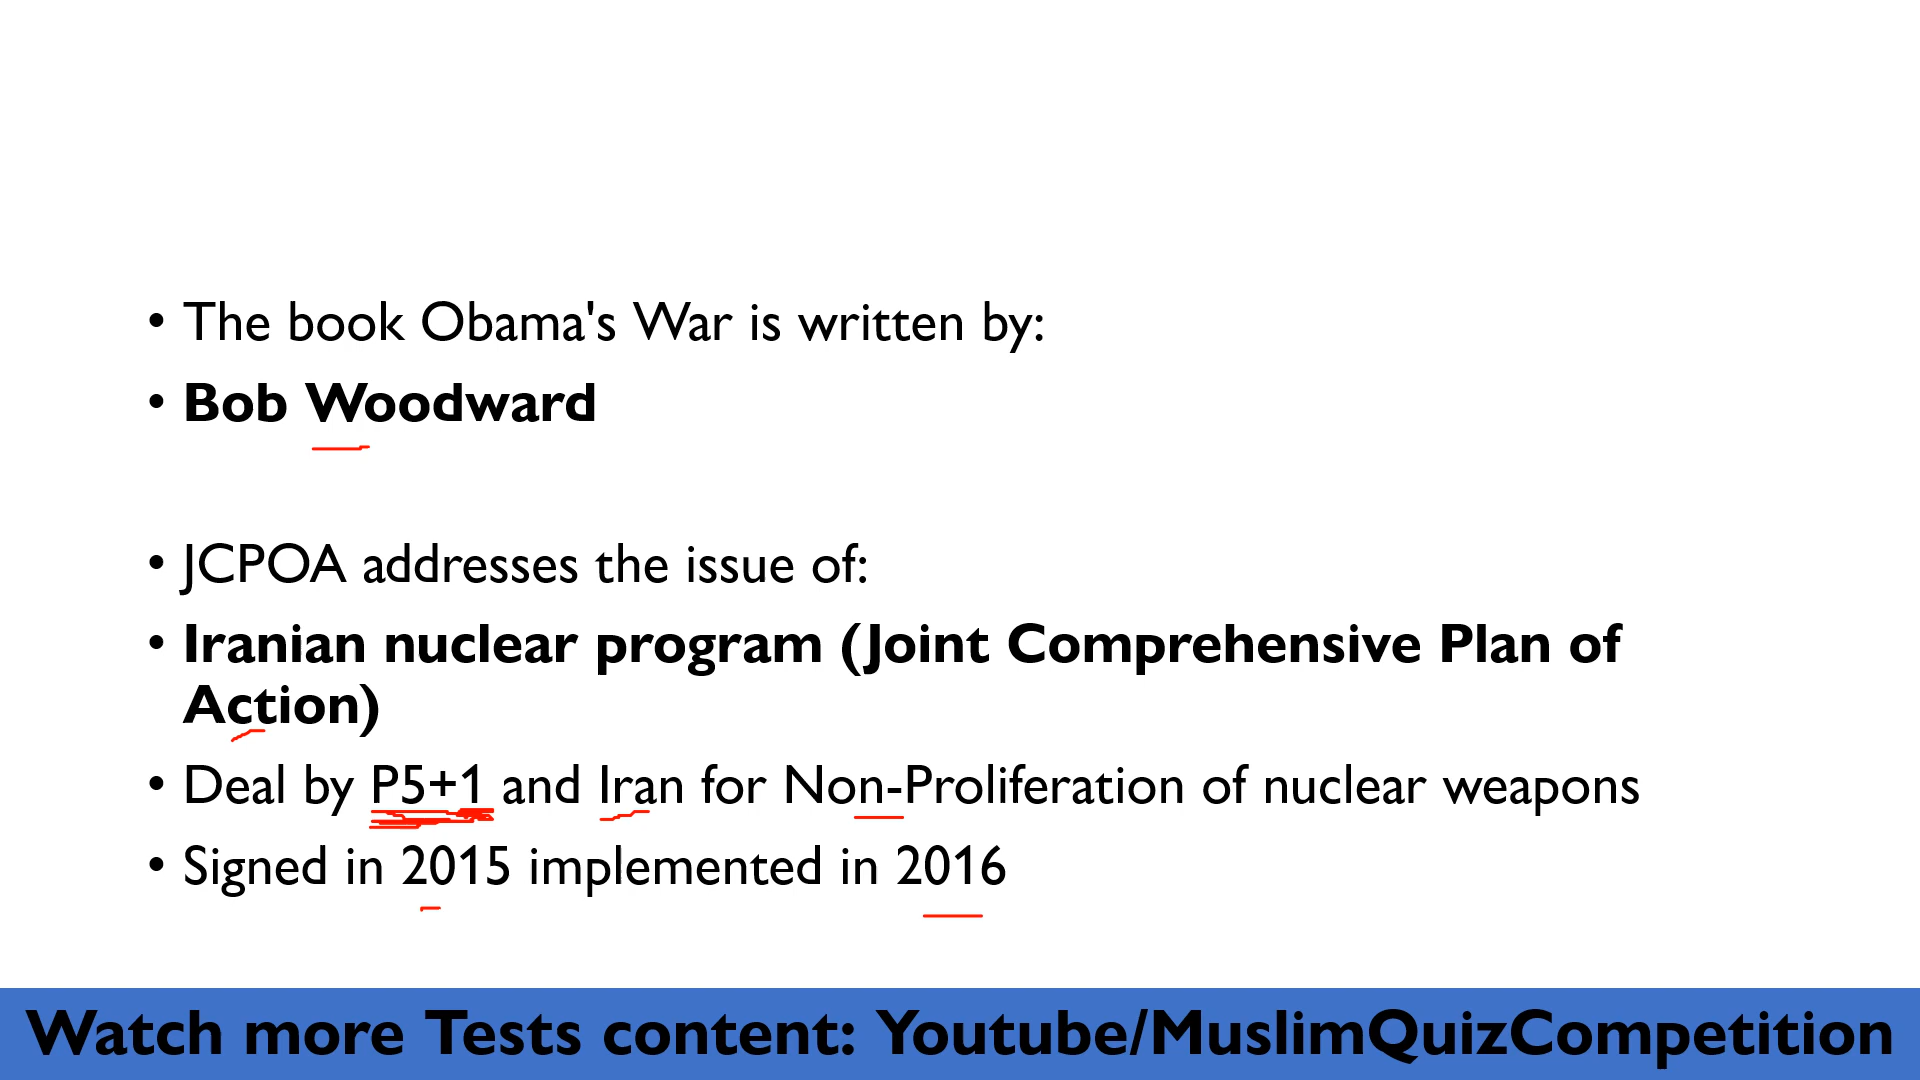 • The book Obama's War is written by:
• Bob Woodward
• JCPOA addresses the issue of:
• Iranian nuclear program (Joint Comprehensive Plan of
Action)
• Deal by P5+1 and Iran for Non-Proliferation of nuclear weapons
• Signed in 2015 implemented in 2016
Watch more Tests content: Youtube/MuslimQuizCompetition